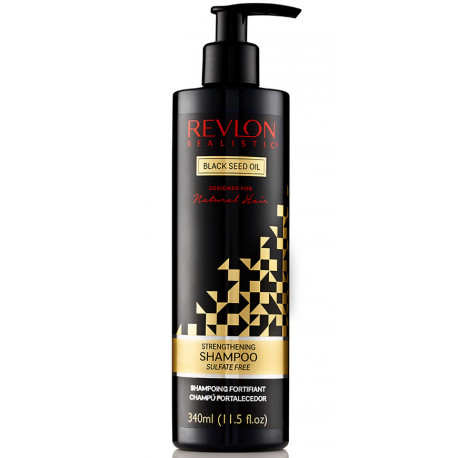 REVLON
REALISTIC
BLACK SEED OIL
DESIGNED FOR
Natural Hair
STRENGTHENING
SHAMPOO
SULFATE FREE
SHAMPOING FORTIFIANT
CHAMPÚ FORTALECEDOR
340ml (11.5 fl.oz)